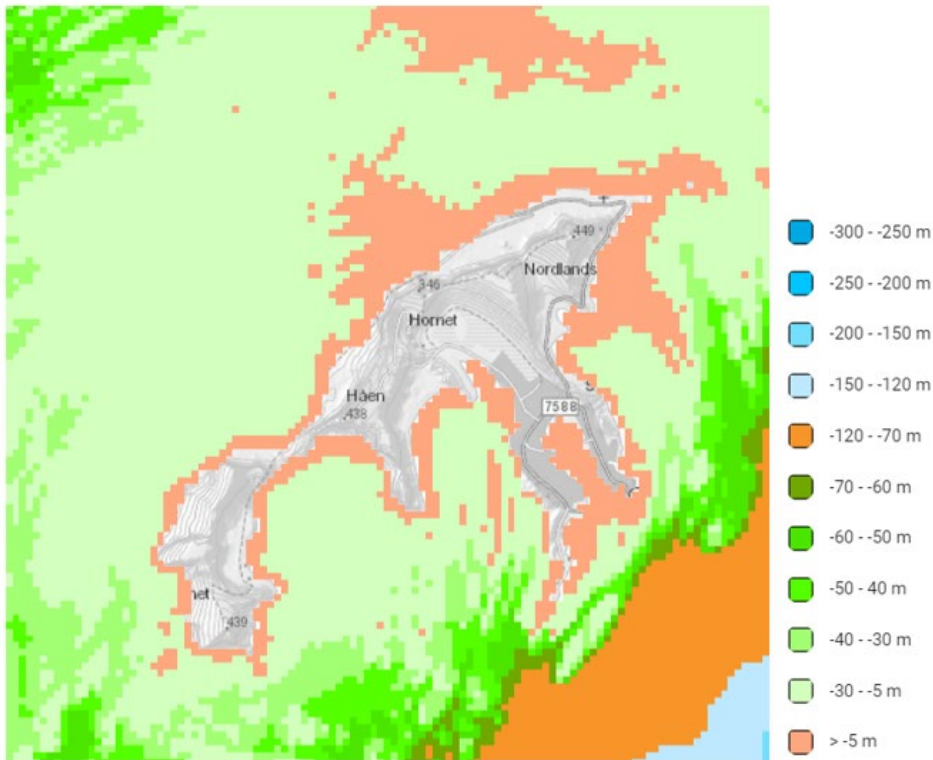 449
Nordlands
346
Hornet
Håen
438
7588
net
439
-300 - -250 m
-250 - -200 m
-200 - -150 m
-150 - -120 m
-120 - -70 m
-70 - -60 m
-60 - -50 m
-50 - 40 m
-40 - -30 m
-30 - -5 m
> -5 m